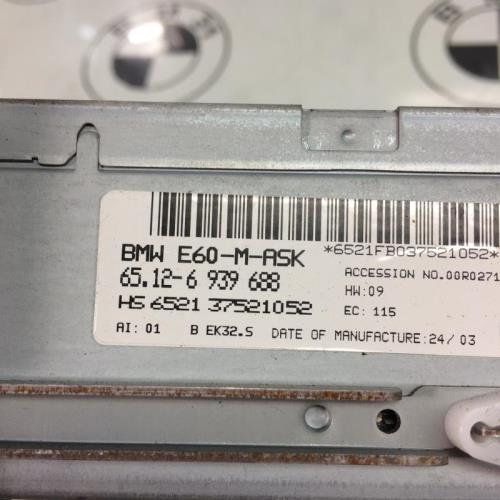 BMW E60-M-ASK *6521FB037521052*
65.12-6 939 688 ACCESSION NO.00R0271
HS 6521 37521052 HW:09
EC: 115
AI: 01 B EK32.5 DATE OF MANUFACTURE:24/03